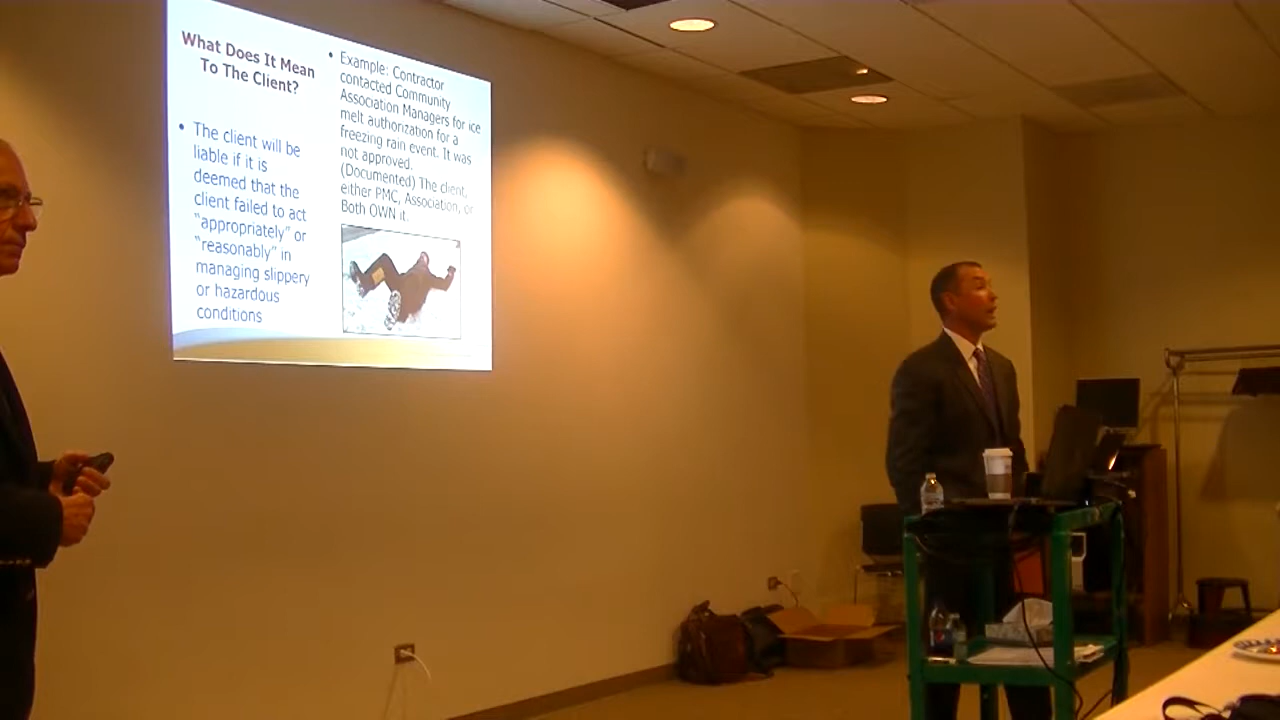 What Does It Mean
To The Client?
• The client will be
liable if it is
deemed that the
client failed to act
“appropriately” or
“reasonably” in
managing slippery
or hazardous
conditions
• Example: Contractor
contacted Community
Association Managers for ice
melt authorization for a
freezing rain event. It was
not approved.
(Documented) The client,
either PMC, Association, or
Both OWN it.